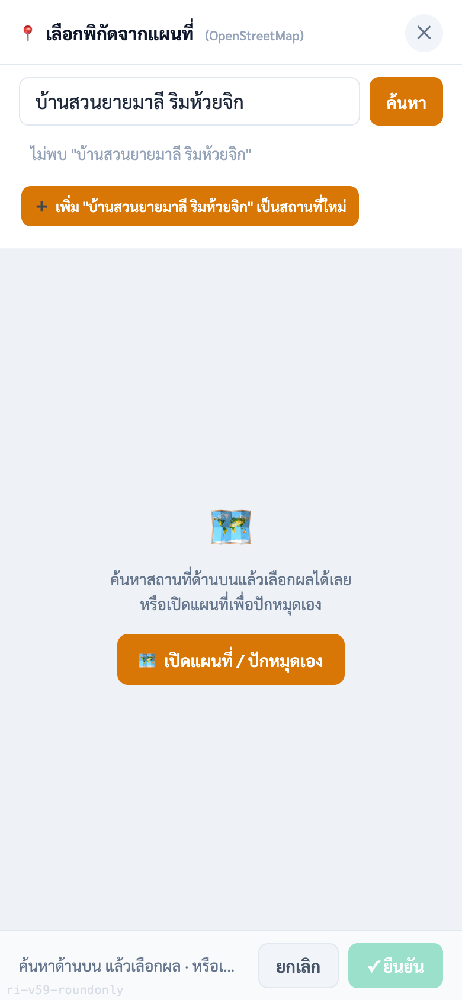 เลือกพิกัดจากแผนที่ (OpenStreetMap)
บ้านสวนยายมาลี ริมห้วยจิก
ค้นหา
ไม่พบ "บ้านสวนยายมาลี ริมห้วยจิก"
เพิ่ม "บ้านสวนยายมาลี ริมห้วยจิก" เป็นสถานที่ใหม่
ค้นหาสถานที่ด้านบนแล้วเลือกผลได้เลย
หรือเปิดแผนที่เพื่อปักหมุดเอง
เปิดแผนที่ / ปักหมุดเอง
ค้นหาด้านบน แล้วเลือกผล · หรือเ...
ยกเลิก
✓ ยืนยัน
ri-v59-roundonly